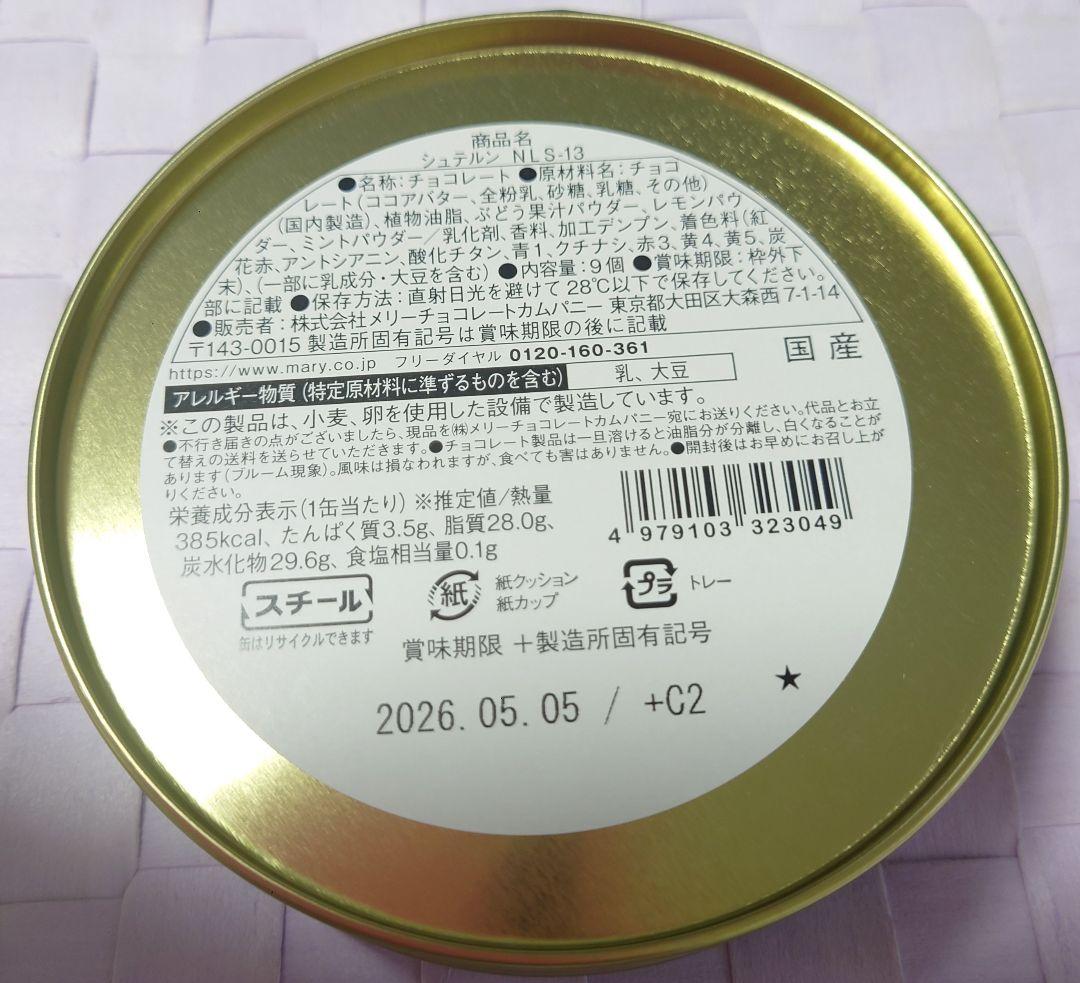 商品名
シュテルン NLS-13
●名称：チョコレート ●原材料名：チョコ
レート（ココアバター、全粉乳、砂糖、乳糖、その他）
（国内製造）、植物油脂、ぶどう果汁パウダー、レモンパウ
ダー、ミントパウダー／乳化剤、香料、加工デンプン、着色料（紅
花赤、アントシアニン、酸化チタン、青1、クチナシ、赤3、黄4、黄5、炭
末）、（一部に乳成分・大豆を含む） ●内容量：9個 ●賞味期限：枠外下
部に記載 ●保存方法：直射日光を避けて28℃以下で保存してください。
●販売者：株式会社メリーチョコレートカムパニー 東京都大田区大森西7-1-14
〒143-0015 製造所固有記号は賞味期限の後に記載
https://www.mary.co.jp フリーダイヤル 0120-160-361
国産
アレルギー物質（特定原材料に準ずるものを含む） 乳、大豆
※この製品は、小麦、卵を使用した設備で製造しています。
●不行き届きの点がございましたら、現品を㈱メリーチョコレートカムパニー宛にお送りください。代品とお立
て替えの送料を送らせていただきます。●チョコレート製品は一旦溶けると油脂分が分離し、白くなることが
あります（ブルーム現象）。風味は損なわれますが、食べても害はありません。●開封後はお早めにお召し上が
りください。
栄養成分表示（1缶当たり）※推定値/熱量
385kcal、たんぱく質3.5g、脂質28.0g、
炭水化物29.6g、食塩相当量0.1g
4 979103 323049
スチール
缶はリサイクルできます
紙
紙クッション
紙カップ
プラ
トレー
賞味期限 ＋製造所固有記号
★
2026.05.05 / +C2